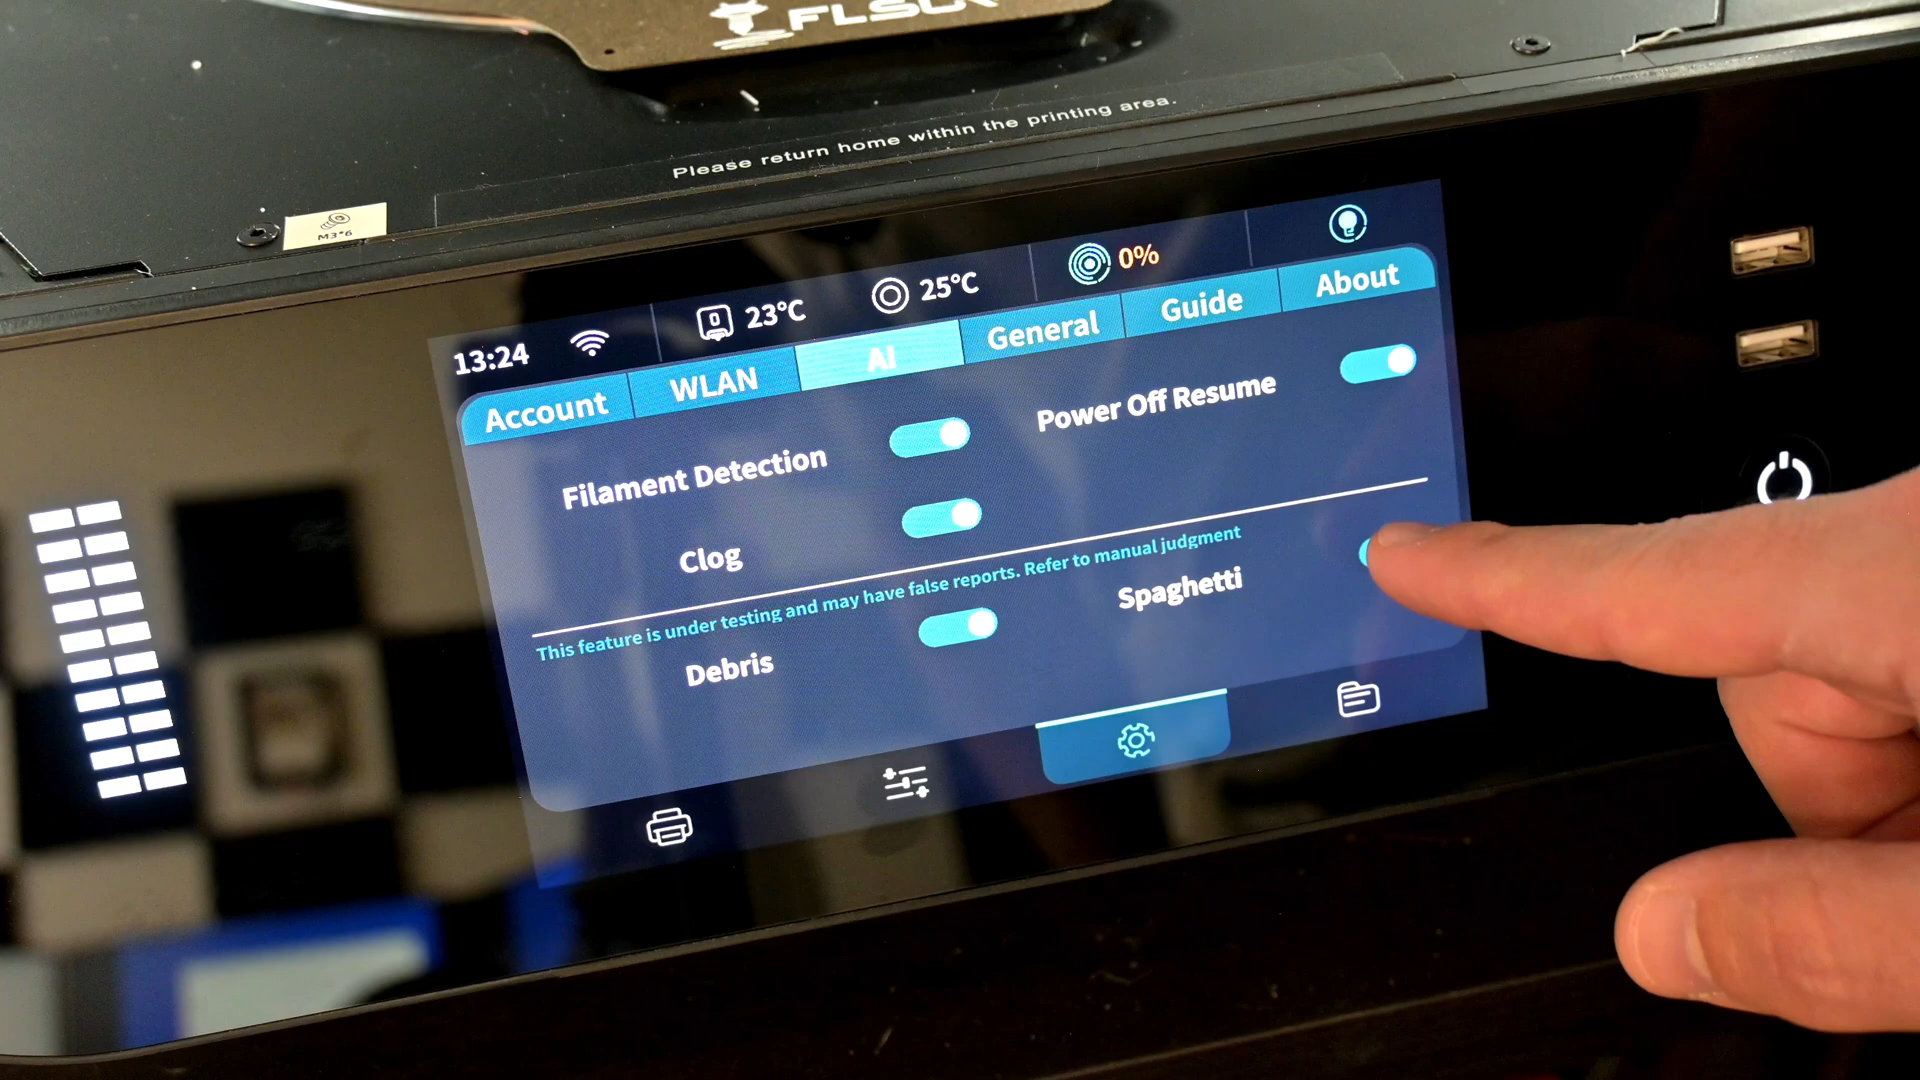 Please return home within the printing area.
M3*6
13:24
0
23°C
25°C
0%
Account
WLAN
AI
General
Guide
About
Filament Detection
Power Off Resume
Clog
This feature is under testing and may have false reports. Refer to manual judgment
Debris
Spaghetti